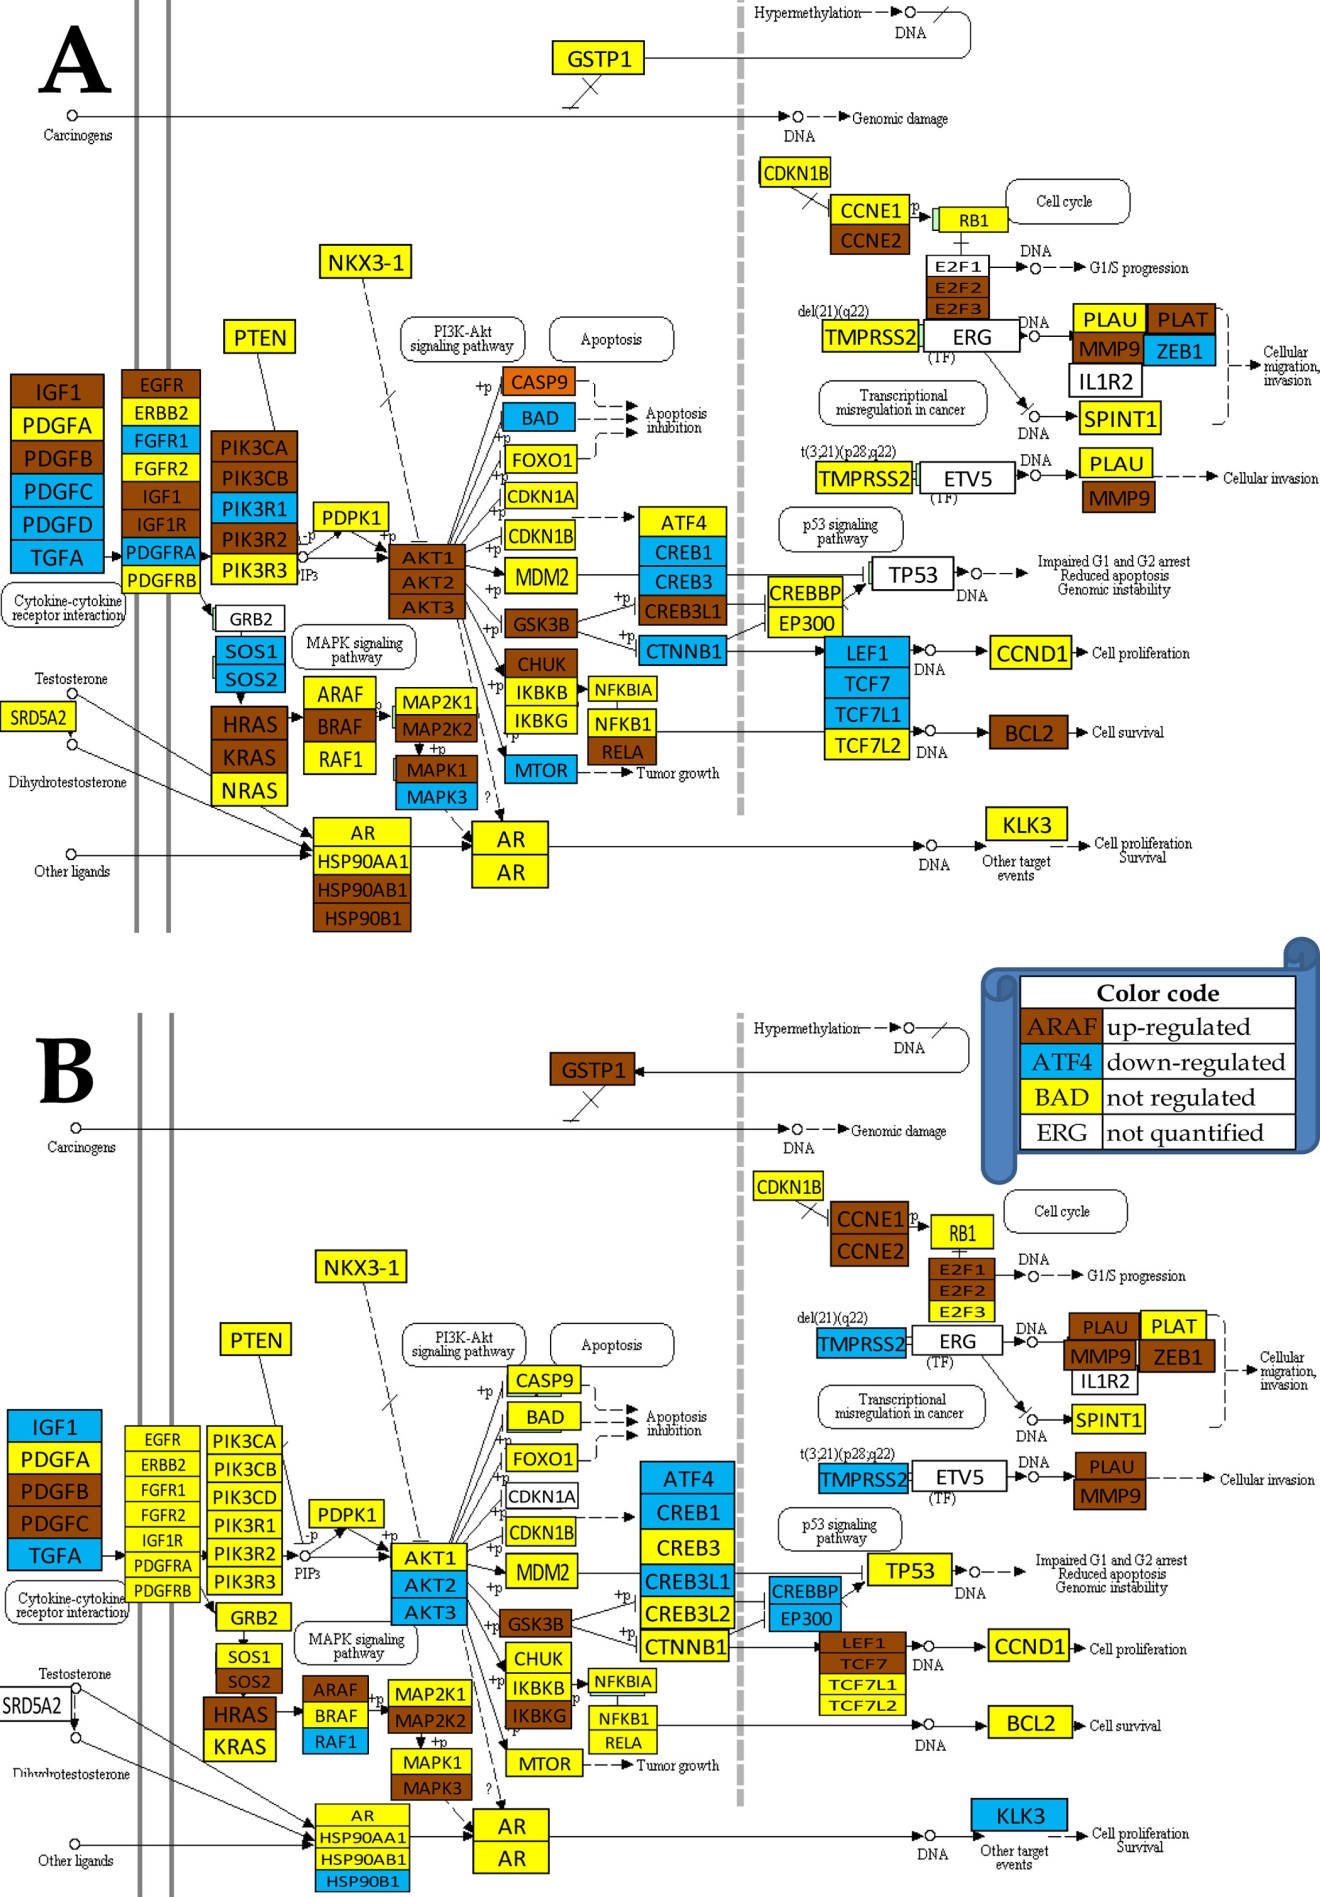 A
Hypermethylation
DNA
GSTP1
Carcinogens
DNA
Genomic damage
CDKN1B
CCNE1
+p
CCNE2
RB1
Cell cycle
NKX3-1
E2F1
E2F2
E2F3
DNA
G1/S progression
del(21)(q22)
TMPRSS2
ERG
(TF)
DNA
PLAU
PLAT
MMP9
ZEB1
IL1R2
Cellular
migration,
invasion
PTEN
PI3K-Akt
signaling pathway
Apoptosis
Transcriptional
misregulation in cancer
DNA
SPINT1
IGF1
PDGFA
PDGFB
PDGFC
PDGFD
TGFA
EGFR
ERBB2
FGFR1
FGFR2
IGF1
IGF1R
PDGFRA
PDGFRB
PIK3CA
PIK3CB
PIK3R1
PIK3R2
PIK3R3
-p
PIP3
PDPK1
+p
AKT1
AKT2
AKT3
+p
CASP9
BAD
+p
FOXO1
+p
CDKN1A
+p
CDKN1B
+p
MDM2
+p
GSK3B
+p
CHUK
IKBKB
IKBKG
+p
MTOR
Apoptosis
inhibition
t(3;21)(p28;q22)
TMPRSS2
ETV5
(TF)
DNA
PLAU
MMP9
Cellular invasion
ATF4
CREB1
CREB3
CREB3L1
CTNNB1
+p
+p
p53 signaling
pathway
CREBBP
EP300
TP53
DNA
Impaired G1 and G2 arrest
Reduced apoptosis
Genomic instability
Cytokine-cytokine
receptor interaction
GRB2
SOS1
SOS2
MAPK signaling
pathway
NFKBIA
NFKB1
RELA
Tumor growth
LEF1
TCF7
TCF7L1
TCF7L2
DNA
CCND1
Cell proliferation
DNA
BCL2
Cell survival
Testosterone
SRD5A2
Dihydrotestosterone
HRAS
KRAS
NRAS
ARAF
BRAF
RAF1
+p
MAP2K1
MAP2K2
+p
MAPK1
MAPK3
?
Other ligands
AR
HSP90AA1
HSP90AB1
HSP90B1
AR
AR
DNA
KLK3
Other target
events
Cell proliferation
Survival
Color code
ARAF up-regulated
ATF4 down-regulated
BAD not regulated
ERG not quantified
B
Hypermethylation
DNA
GSTP1
Carcinogens
DNA
Genomic damage
CDKN1B
CCNE1
+p
CCNE2
RB1
Cell cycle
NKX3-1
E2F1
E2F2
E2F3
DNA
G1/S progression
del(21)(q22)
TMPRSS2
ERG
(TF)
DNA
PLAU
PLAT
MMP9
ZEB1
IL1R2
Cellular
migration,
invasion
PTEN
PI3K-Akt
signaling pathway
Apoptosis
Transcriptional
misregulation in cancer
DNA
SPINT1
IGF1
PDGFA
PDGFB
PDGFC
TGFA
EGFR
ERBB2
FGFR1
FGFR2
IGF1R
PDGFRA
PDGFRB
PIK3CA
PIK3CB
PIK3CD
PIK3R1
PIK3R2
PIK3R3
-p
PIP3
PDPK1
+p
AKT1
AKT2
AKT3
+p
CASP9
BAD
+p
FOXO1
+p
CDKN1A
+p
CDKN1B
+p
MDM2
+p
GSK3B
+p
CHUK
IKBKB
IKBKG
+p
MTOR
Apoptosis
inhibition
t(3;21)(p28;q22)
TMPRSS2
ETV5
(TF)
DNA
PLAU
MMP9
Cellular invasion
ATF4
CREB1
CREB3
CREB3L1
CREB3L2
CTNNB1
+p
+p
p53 signaling
pathway
CREBBP
EP300
TP53
DNA
Impaired G1 and G2 arrest
Reduced apoptosis
Genomic instability
Cytokine-cytokine
receptor interaction
GRB2
SOS1
SOS2
MAPK signaling
pathway
NFKBIA
+p
NFKB1
RELA
Tumor growth
LEF1
TCF7
TCF7L1
TCF7L2
DNA
CCND1
Cell proliferation
DNA
BCL2
Cell survival
Testosterone
SRD5A2
Dihydrotestosterone
HRAS
KRAS
ARAF
BRAF
RAF1
+p
MAP2K1
MAP2K2
+p
MAPK1
MAPK3
?
Other ligands
AR
HSP90AA1
HSP90AB1
HSP90B1
AR
AR
DNA
KLK3
Other target
events
Cell proliferation
Survival